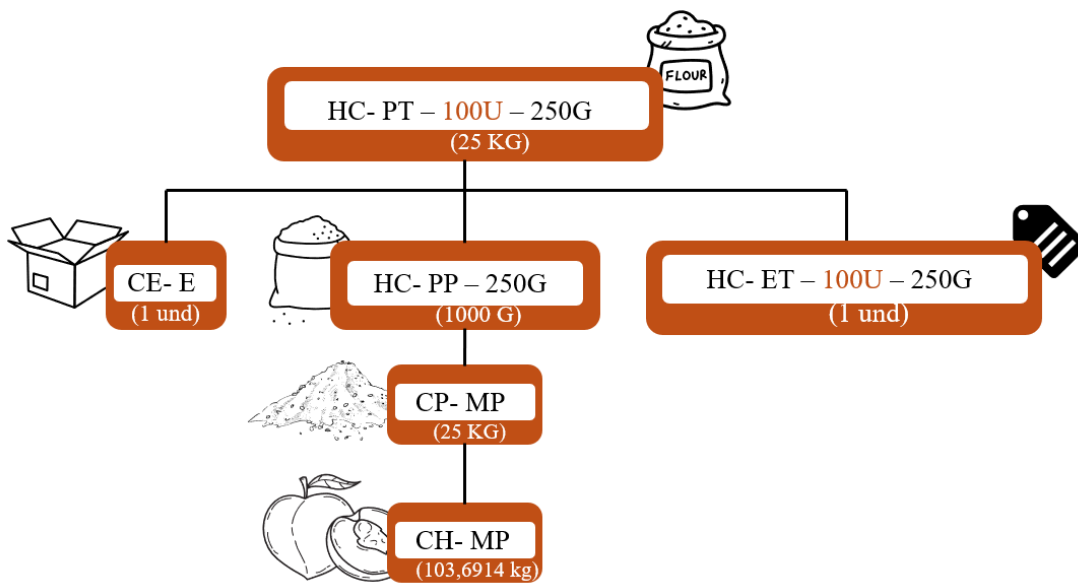 FLOUR
HC- PT – 100U – 250G
(25 KG)
CE- E
(1 und)
HC- PP – 250G
(1000 G)
HC- ET – 100U – 250G
(1 und)
CP- MP
(25 KG)
CH- MP
(103,6914 kg)